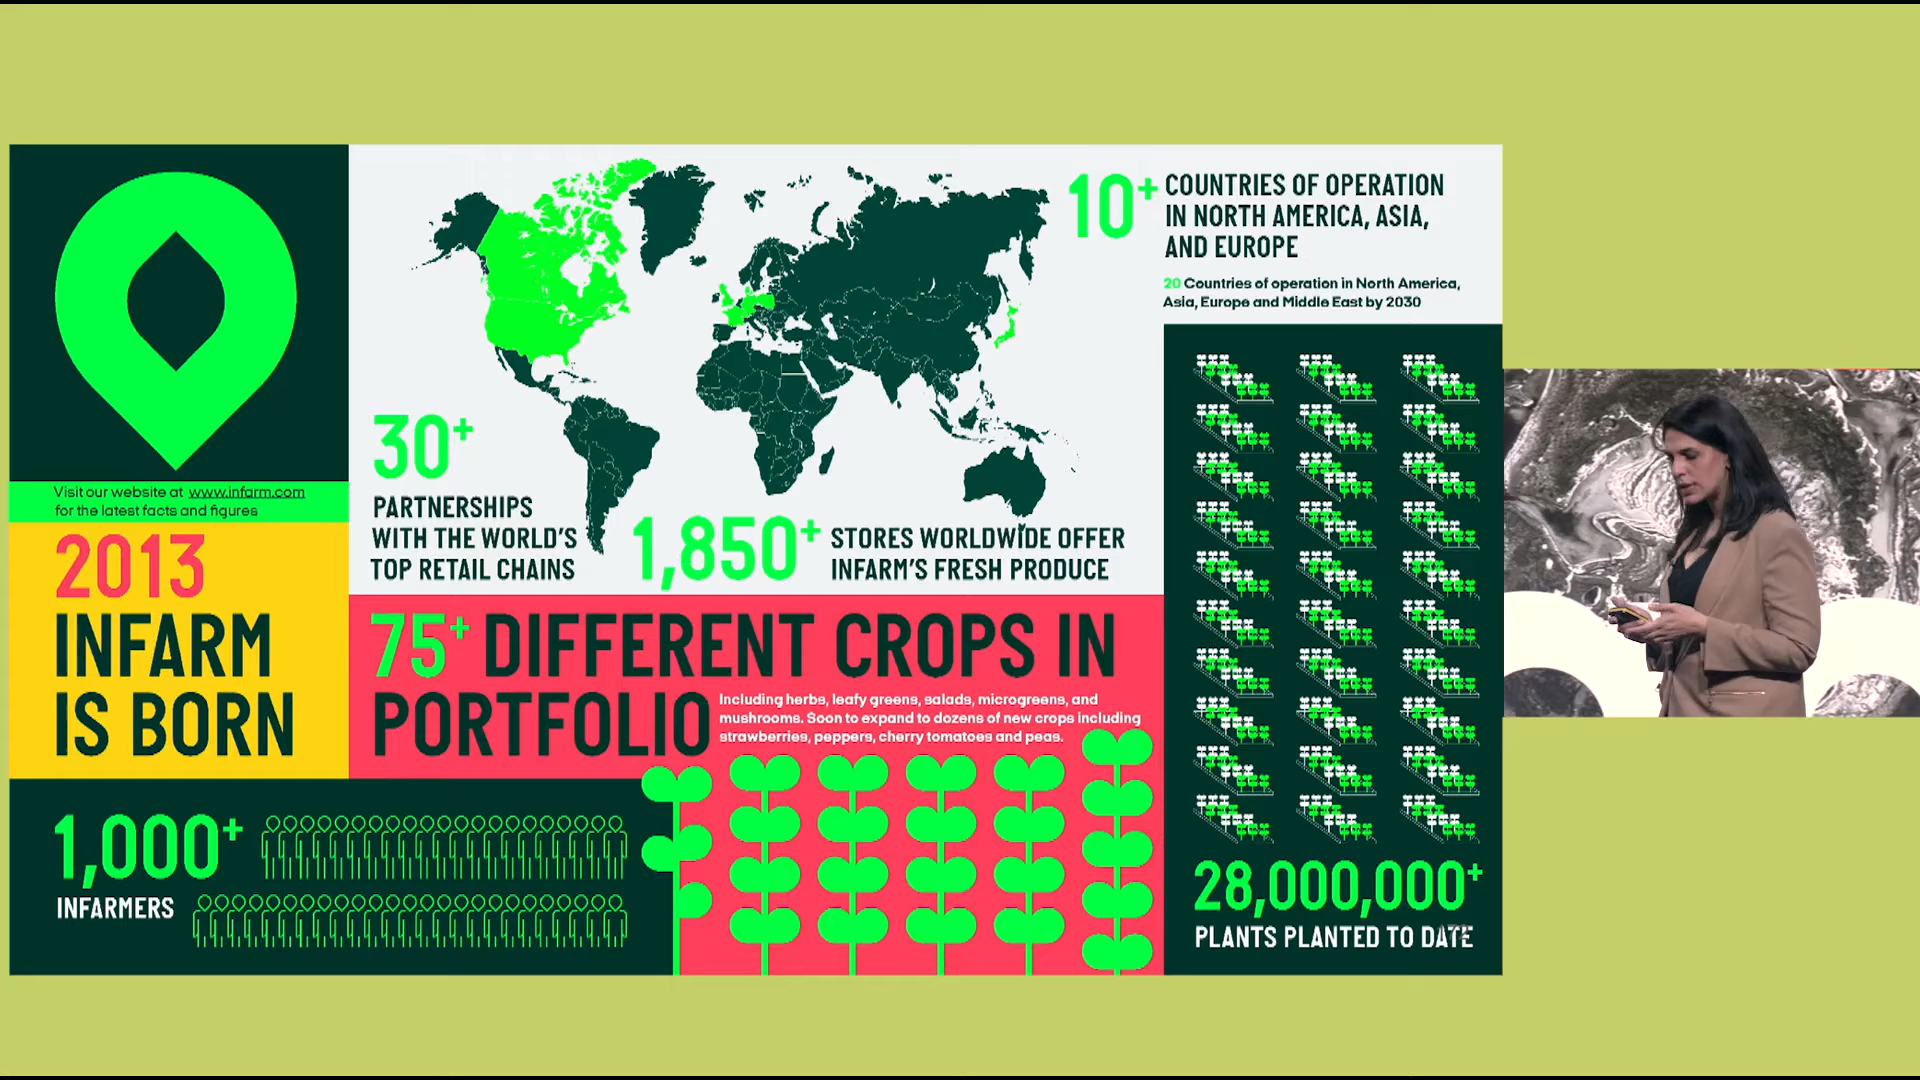 Visit our website at www.infarm.com
for the latest facts and figures
2013
INFARM
IS BORN
1,000+
INFARMERS
30+
PARTNERSHIPS
WITH THE WORLD'S
TOP RETAIL CHAINS
1,850+
STORES WORLDWIDE OFFER
INFARM'S FRESH PRODUCE
10+
COUNTRIES OF OPERATION
IN NORTH AMERICA, ASIA,
AND EUROPE
20 Countries of operation in North America,
Asia, Europe and Middle East by 2030
75+ DIFFERENT CROPS IN
PORTFOLIO
Including herbs, leafy greens, salads, microgreens, and
mushrooms. Soon to expand to dozens of new crops including
strawberries, peppers, cherry tomatoes and peas.
28,000,000+
PLANTS PLANTED TO DATE